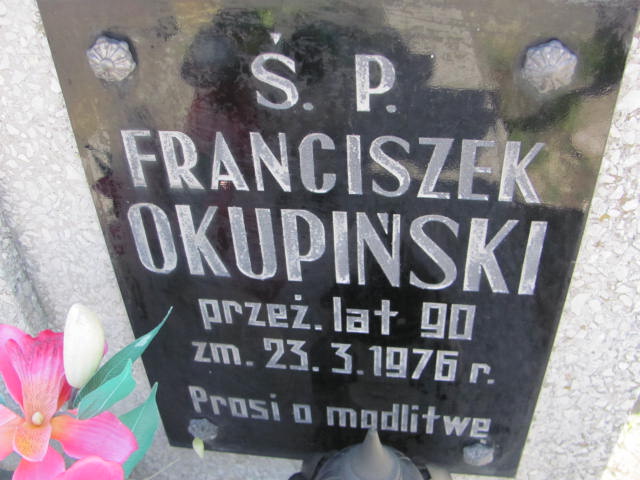 Ś. P.
FRANCISZEK
OKUPIŃSKI
przeż. lat 90
zm. 23.3.1976 r.
Prosi o modlitwę